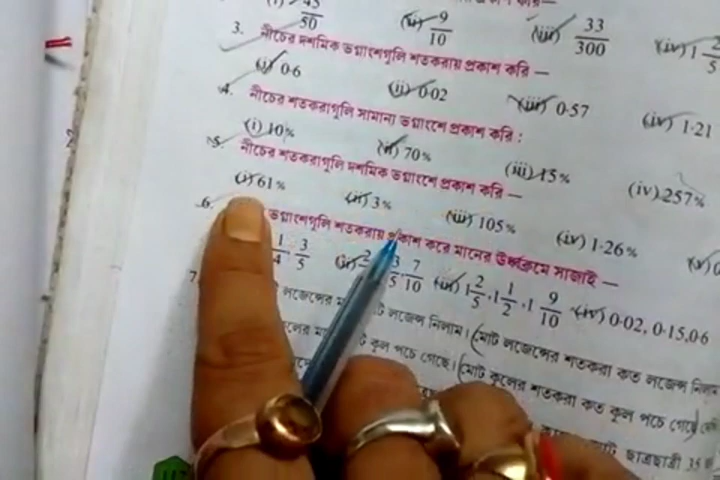 (i) 45/50 (ii) 9/10 (iii) 33/300 (iv) 1 2/5
3. নীচের দশমিক ভগ্নাংশগুলি শতকরায় প্রকাশ করি —
(i) 0·6 (ii) 0·02 (iii) 0·57 (iv) 1·21
4. নীচের শতকরাগুলি সামান্য ভগ্নাংশে প্রকাশ করি :
(i) 10% (ii) 70% (iii) 15% (iv) 257%
5. নীচের শতকরাগুলি দশমিক ভগ্নাংশে প্রকাশ করি —
(i) 61% (ii) 3% (iii) 105% (iv) 1·26% (v) 0
6. ভগ্নাংশগুলি শতকরায় প্রকাশ করে মানের ঊর্ধ্বক্রমে সাজাই —
1/4, 3/5 (ii) 7/10 (iii) 1 2/5, 1 1/2, 1 9/10 (iv) 0·02, 0·15, 0·6
7. লজেন্সের টি লজেন্স নিলাম। (মোট লজেন্সের শতকরা কত লজেন্স নিলাম
টি কুল পচে গেছে। (মোট কুলের শতকরা কত কুল পচে গেছে)
ছাত্রছাত্রী 35